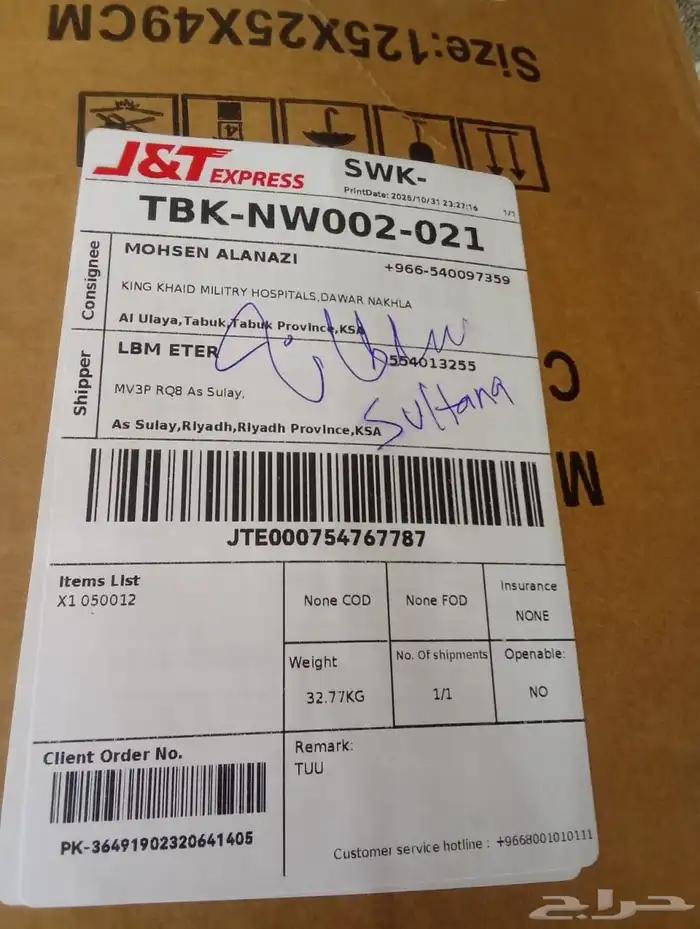 Size:125X25X49CM
J&T EXPRESS
SWK-
PrintDate: 2025/10/31 23:27:16
1/1
TBK-NW002-021
Consignee
MOHSEN ALANAZI
+966-540097359
KING KHAID MILITRY HOSPITALS,DAWAR NAKHLA
Al Ulaya,Tabuk,Tabuk Province,KSA
Shipper
LBM ETER
554013255
MV3P RQ8 As Sulay,
Sultana
As Sulay,Riyadh,Riyadh Province,KSA
C
M
JTE000754767787
Items List
X1 050012
None COD
None FOD
Insurance
NONE
Weight
32.77KG
No. Of shipments
1/1
Openable:
NO
Client Order No.
PK-36491902320641405
Remark:
TUU
Customer service hotline : +9668001010111
حراج